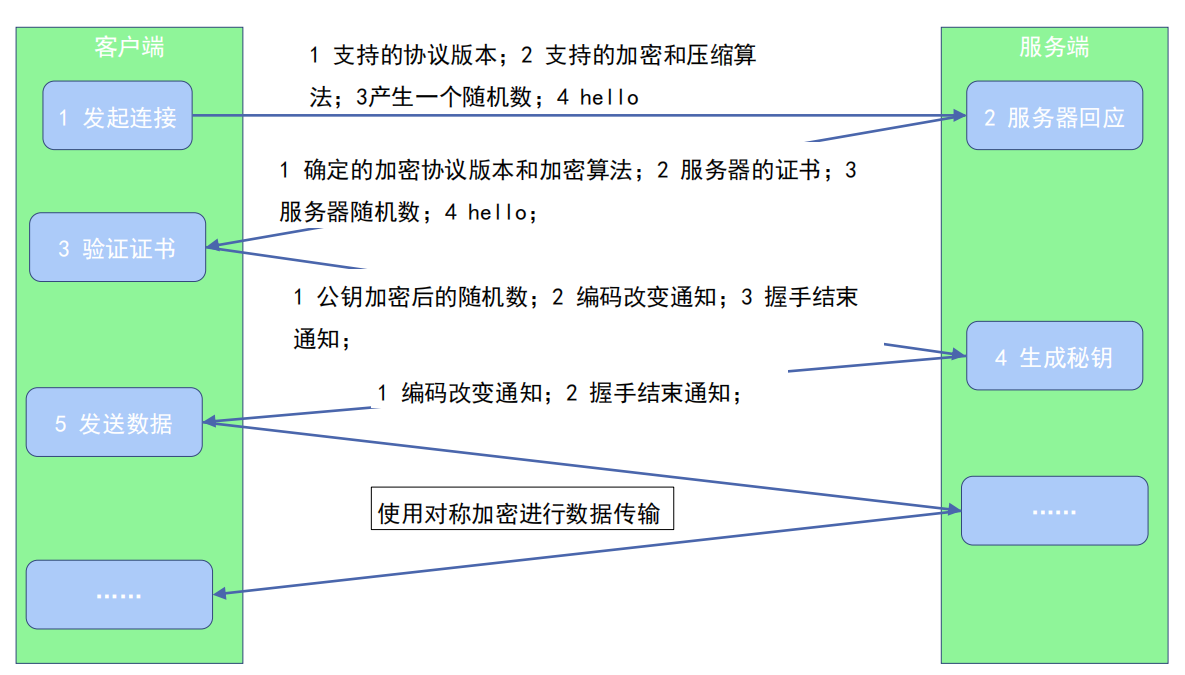 客户端
服务端
1 支持的协议版本；2 支持的加密和压缩算
法；3产生一个随机数；4 hello
1 发起连接
2 服务器回应
1 确定的加密协议版本和加密算法；2 服务器的证书；3
服务器随机数；4 hello；
3 验证证书
1 公钥加密后的随机数；2 编码改变通知；3 握手结束
通知；
4 生成秘钥
1 编码改变通知；2 握手结束通知；
5 发送数据
使用对称加密进行数据传输
……
……